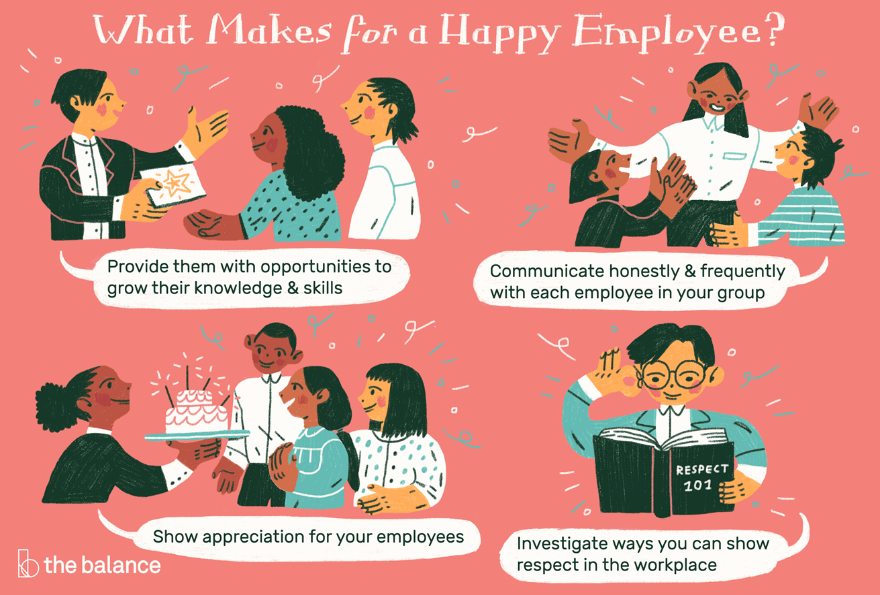 What Makes for a Happy Employee?
Provide them with opportunities to
grow their knowledge & skills
Communicate honestly & frequently
with each employee in your group
Show appreciation for your employees
RESPECT
101
Investigate ways you can show
respect in the workplace
the balance